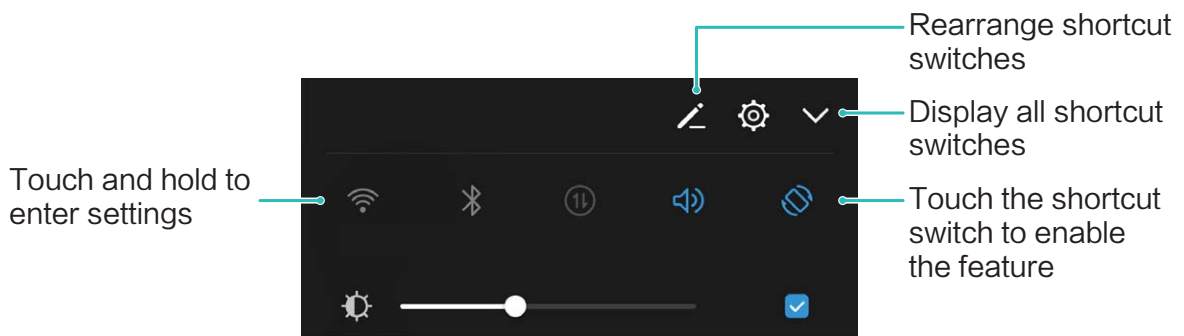 Rearrange shortcut
switches
Display all shortcut
switches
Touch and hold to
enter settings
Touch the shortcut
switch to enable
the feature